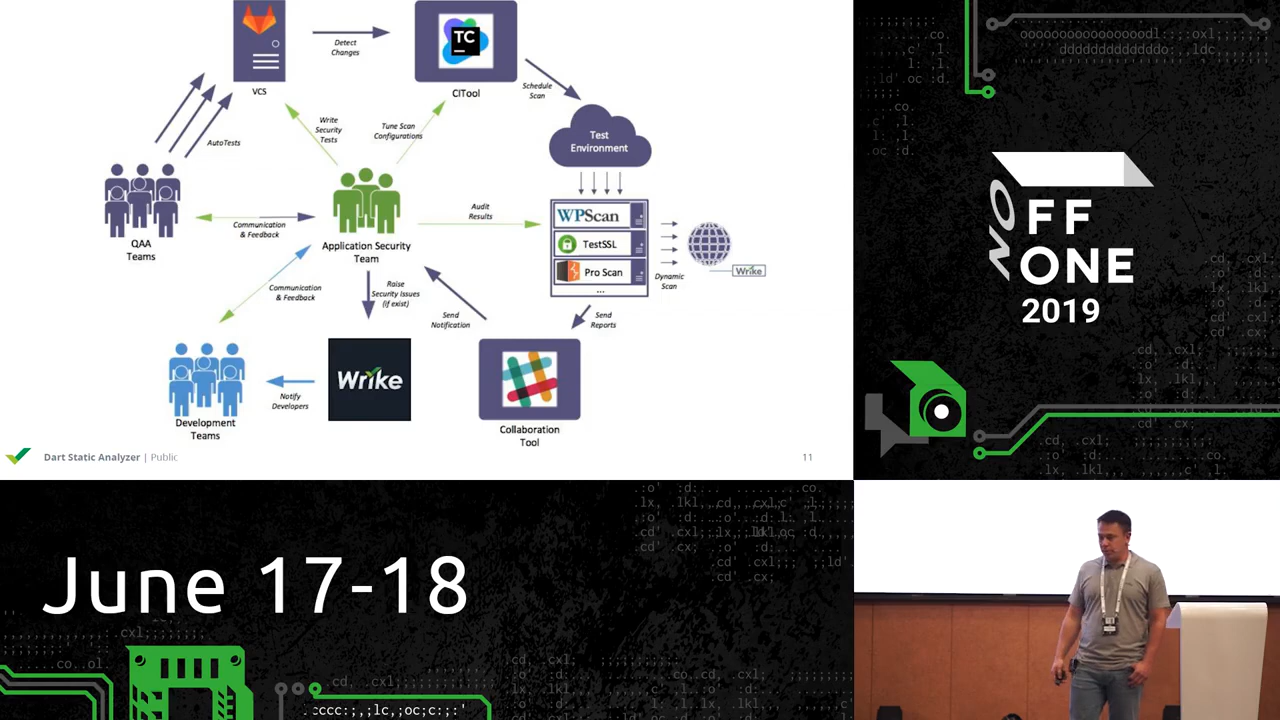 TC
VCS
Detect
Changes
CITool
Schedule
Scan
Write
Security
Tests
Tune Scan
Configurations
AutoTests
Test
Environment
QAA
Teams
Communication
& Feedback
Application Security
Team
Audit
Results
WPScan
TestSSL
Pro Scan
...
Dynamic
Scan
Wrike
Communication
& Feedback
Raise
Security Issues
(if exist)
Send
Notification
Send
Reports
Wrike
Notify
Developers
Development
Teams
Collaboration
Tool
Dart Static Analyzer | Public
11
NO
OFF
ONE
2019
June 17-18